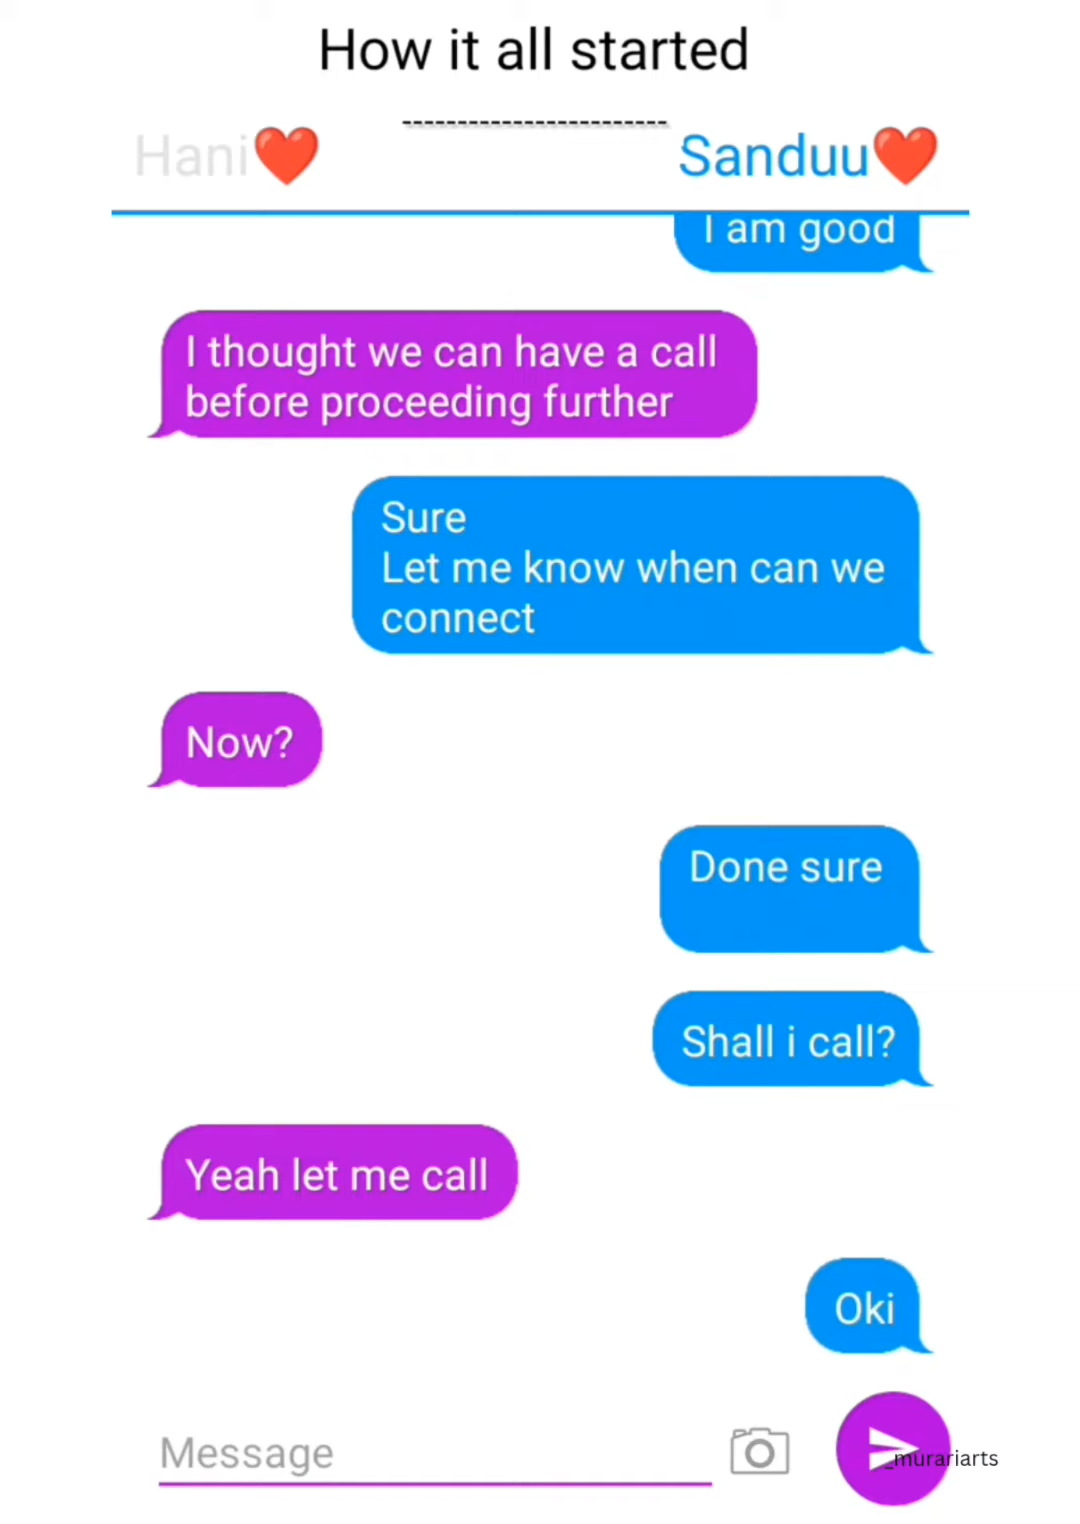 How it all started
------------------------
Hani❤️ Sanduu❤️
I am good
I thought we can have a call
before proceeding further
Sure
Let me know when can we
connect
Now?
Done sure
Shall i call?
Yeah let me call
Oki
Message
_murariarts